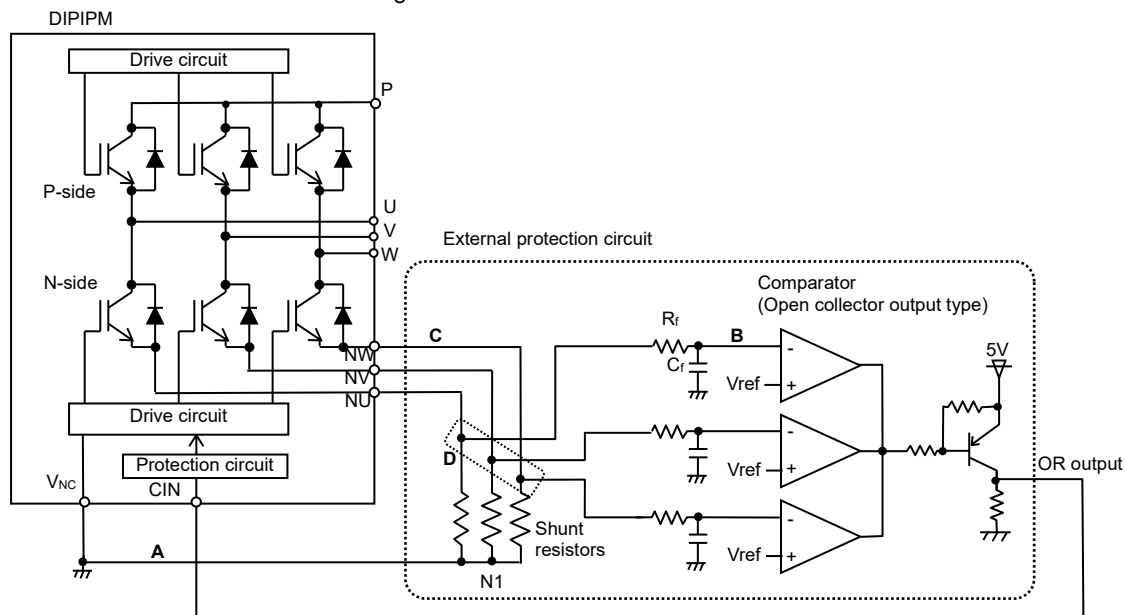 DIPIPM
Drive circuit
P
P-side
U
V
W
External protection circuit
N-side
Comparator
(Open collector output type)
Rf
C
B
-
5V
NW
Cf
Vref
+
NV
NU
Drive circuit
-
D
Protection circuit
Vref
+
OR output
VNC
CIN
-
Shunt
resistors
A
Vref
+
N1